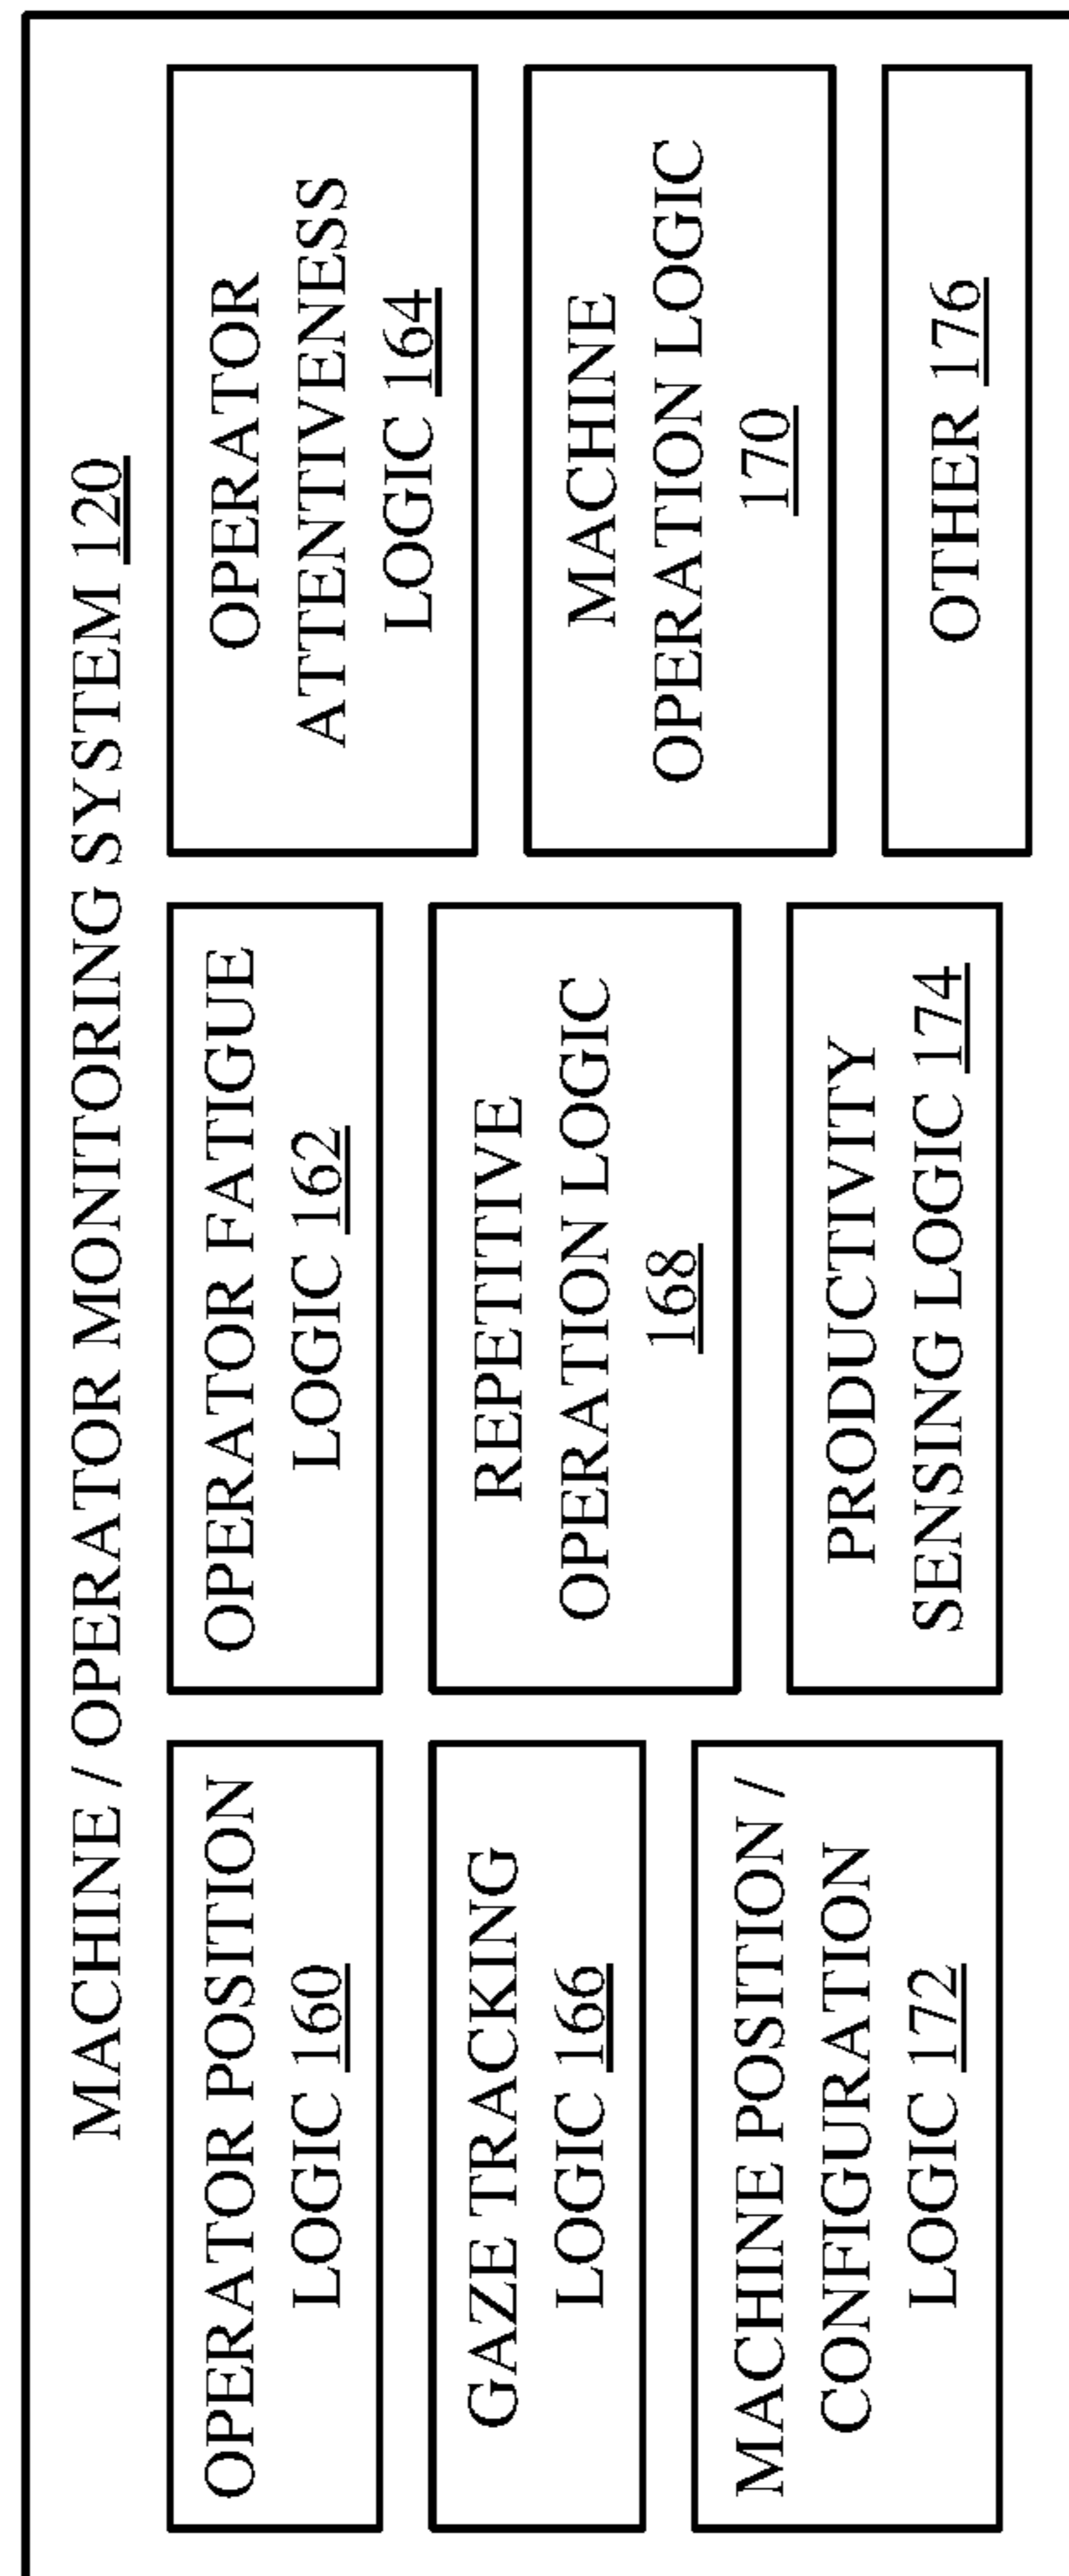 MACHINE / OPERATOR MONITORING SYSTEM 120
OPERATOR POSITION
LOGIC 160
OPERATOR FATIGUE
LOGIC 162
OPERATOR
ATTENTIVENESS
LOGIC 164
GAZE TRACKING
LOGIC 166
REPETITIVE
OPERATION LOGIC
168
MACHINE
OPERATION LOGIC
170
MACHINE POSITION /
CONFIGURATION
LOGIC 172
PRODUCTIVITY
SENSING LOGIC 174
OTHER 176